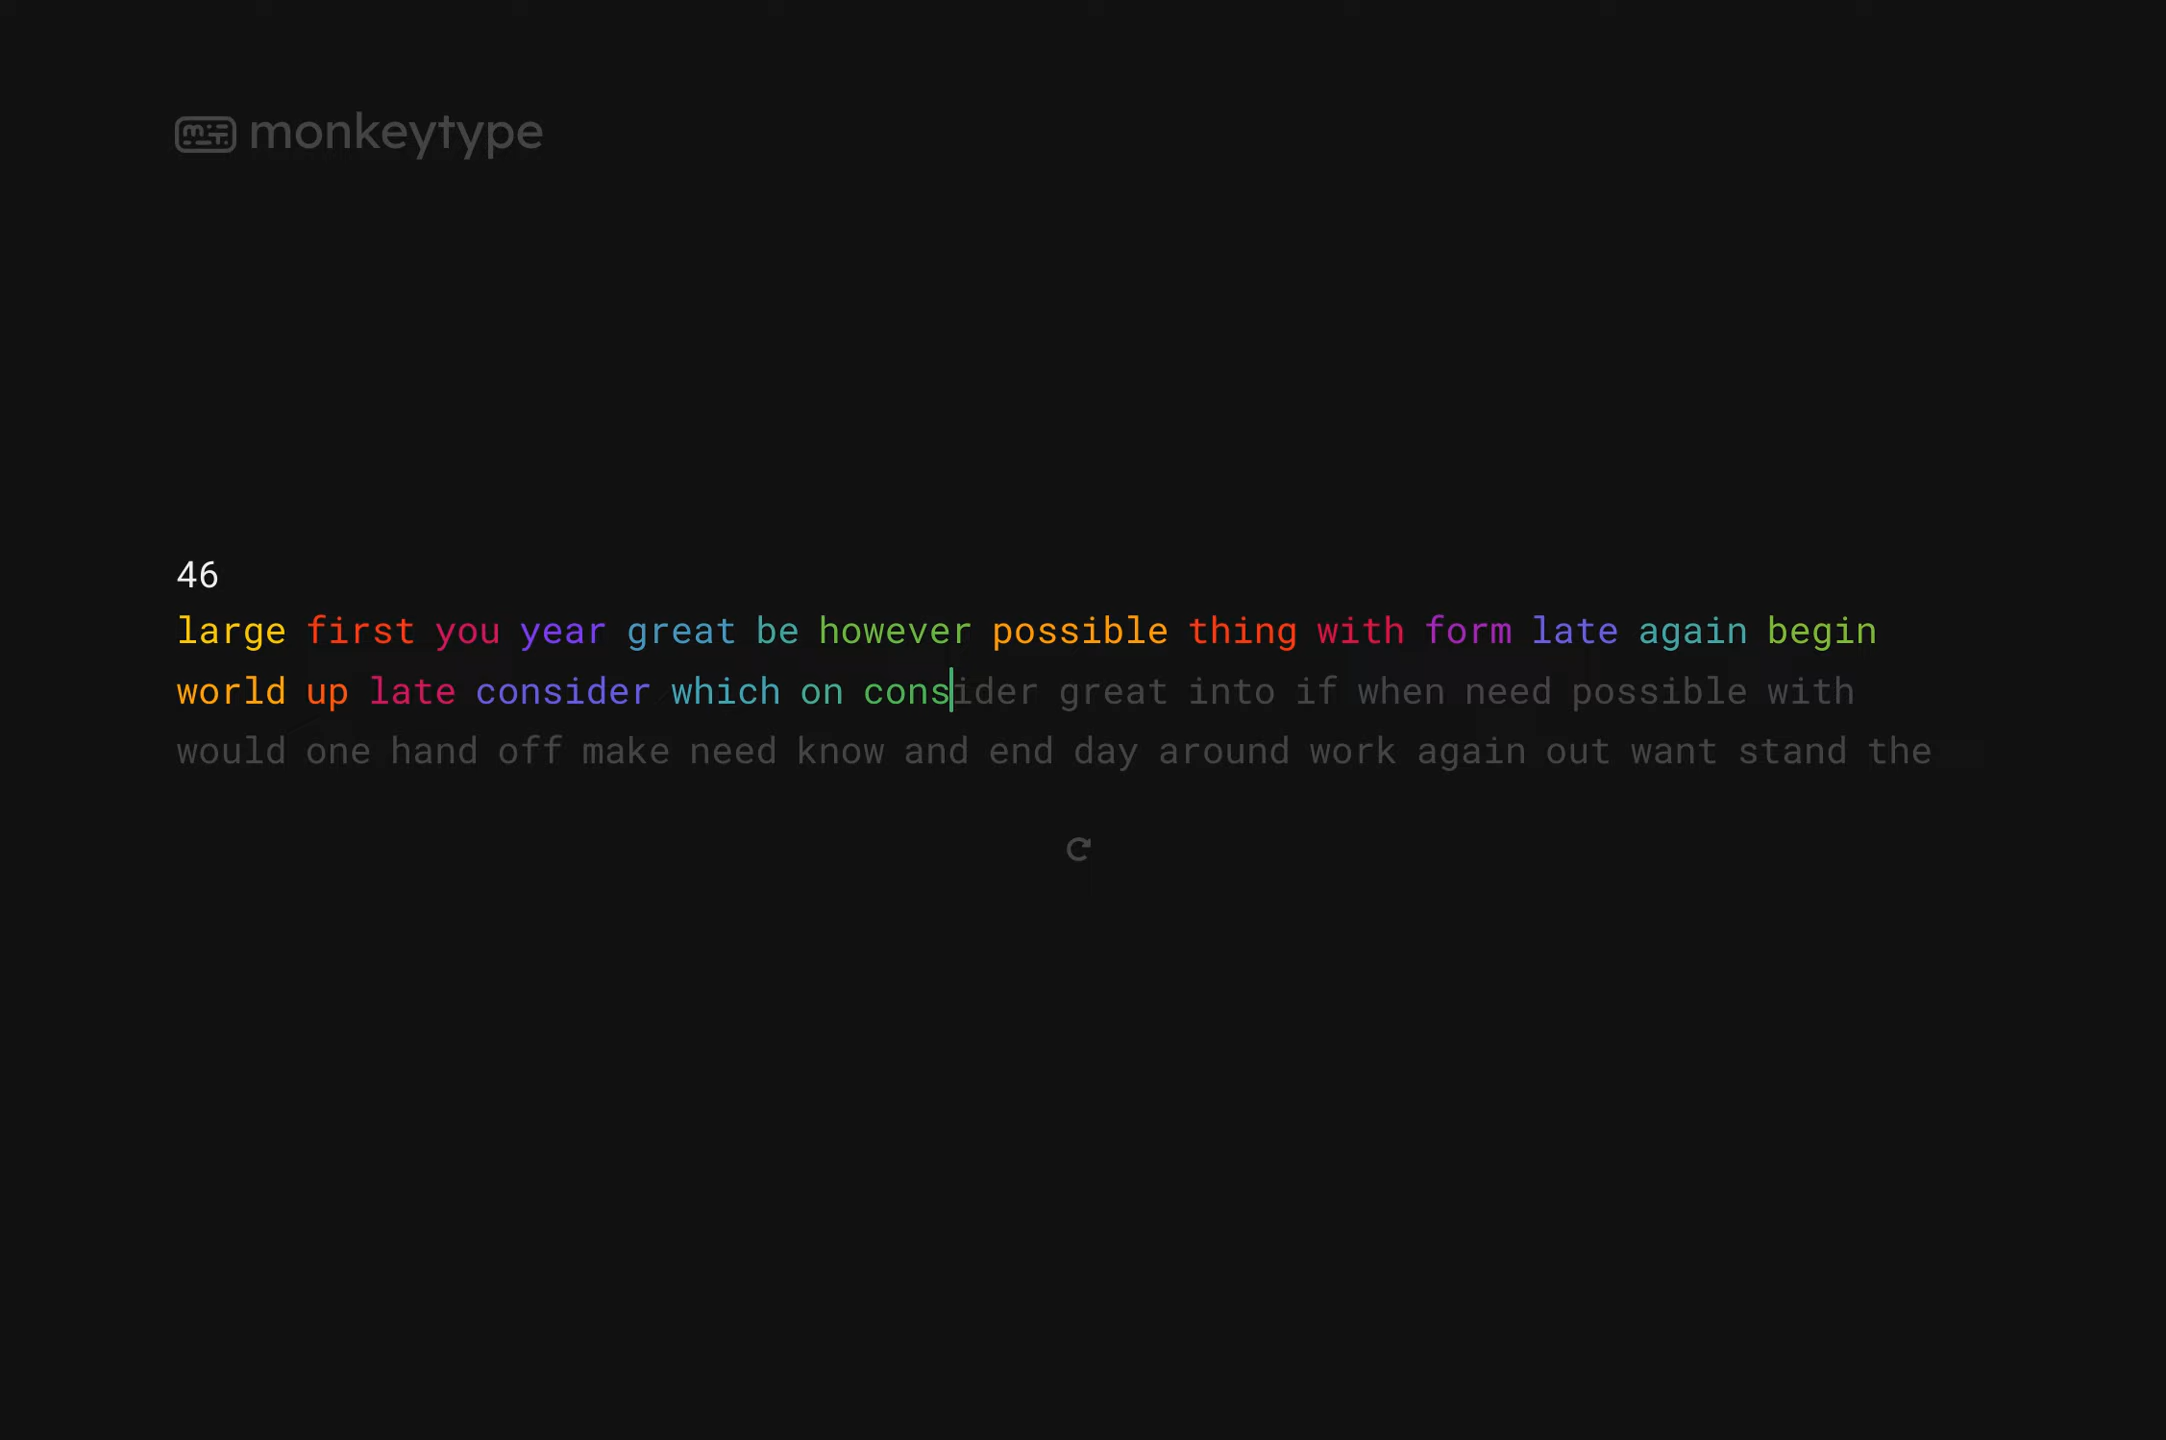 monkeytype
46
large first you year great be however possible thing with form late again begin
world up late consider which on consider great into if when need possible with
would one hand off make need know and end day around work again out want stand the